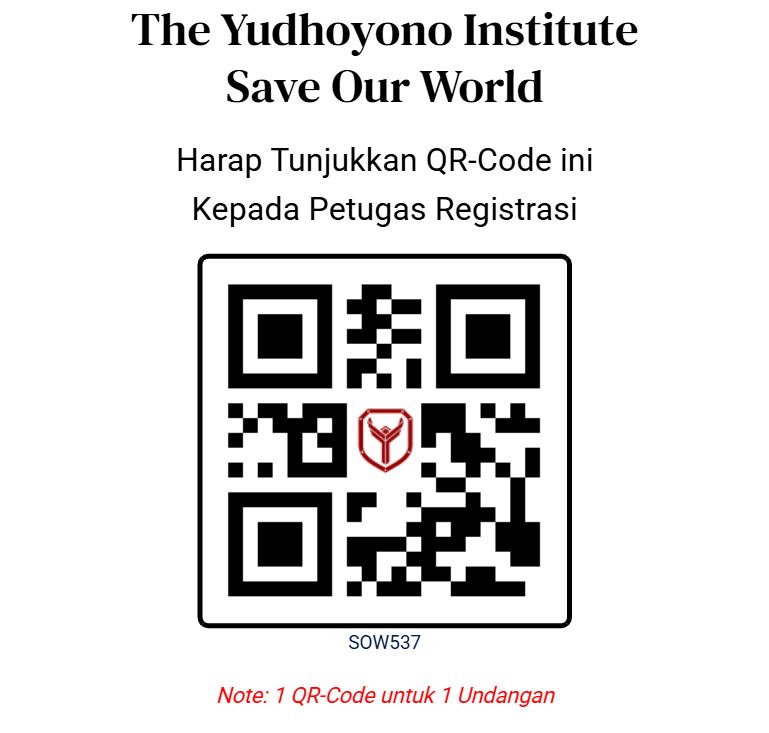 The Yudhoyono Institute
Save Our World
Harap Tunjukkan QR-Code ini
Kepada Petugas Registrasi
SOW537
Note: 1 QR-Code untuk 1 Undangan